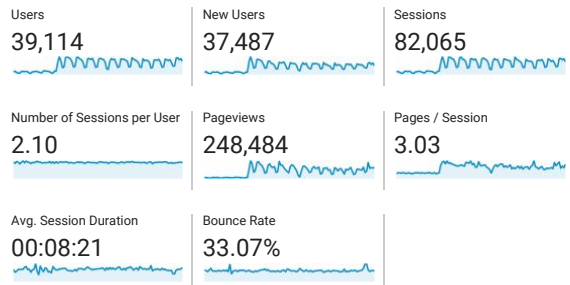 Users
39,114
New Users
37,487
Sessions
82,065
Number of Sessions per User
2.10
Pageviews
248,484
Pages / Session
3.03
Avg. Session Duration
00:08:21
Bounce Rate
33.07%